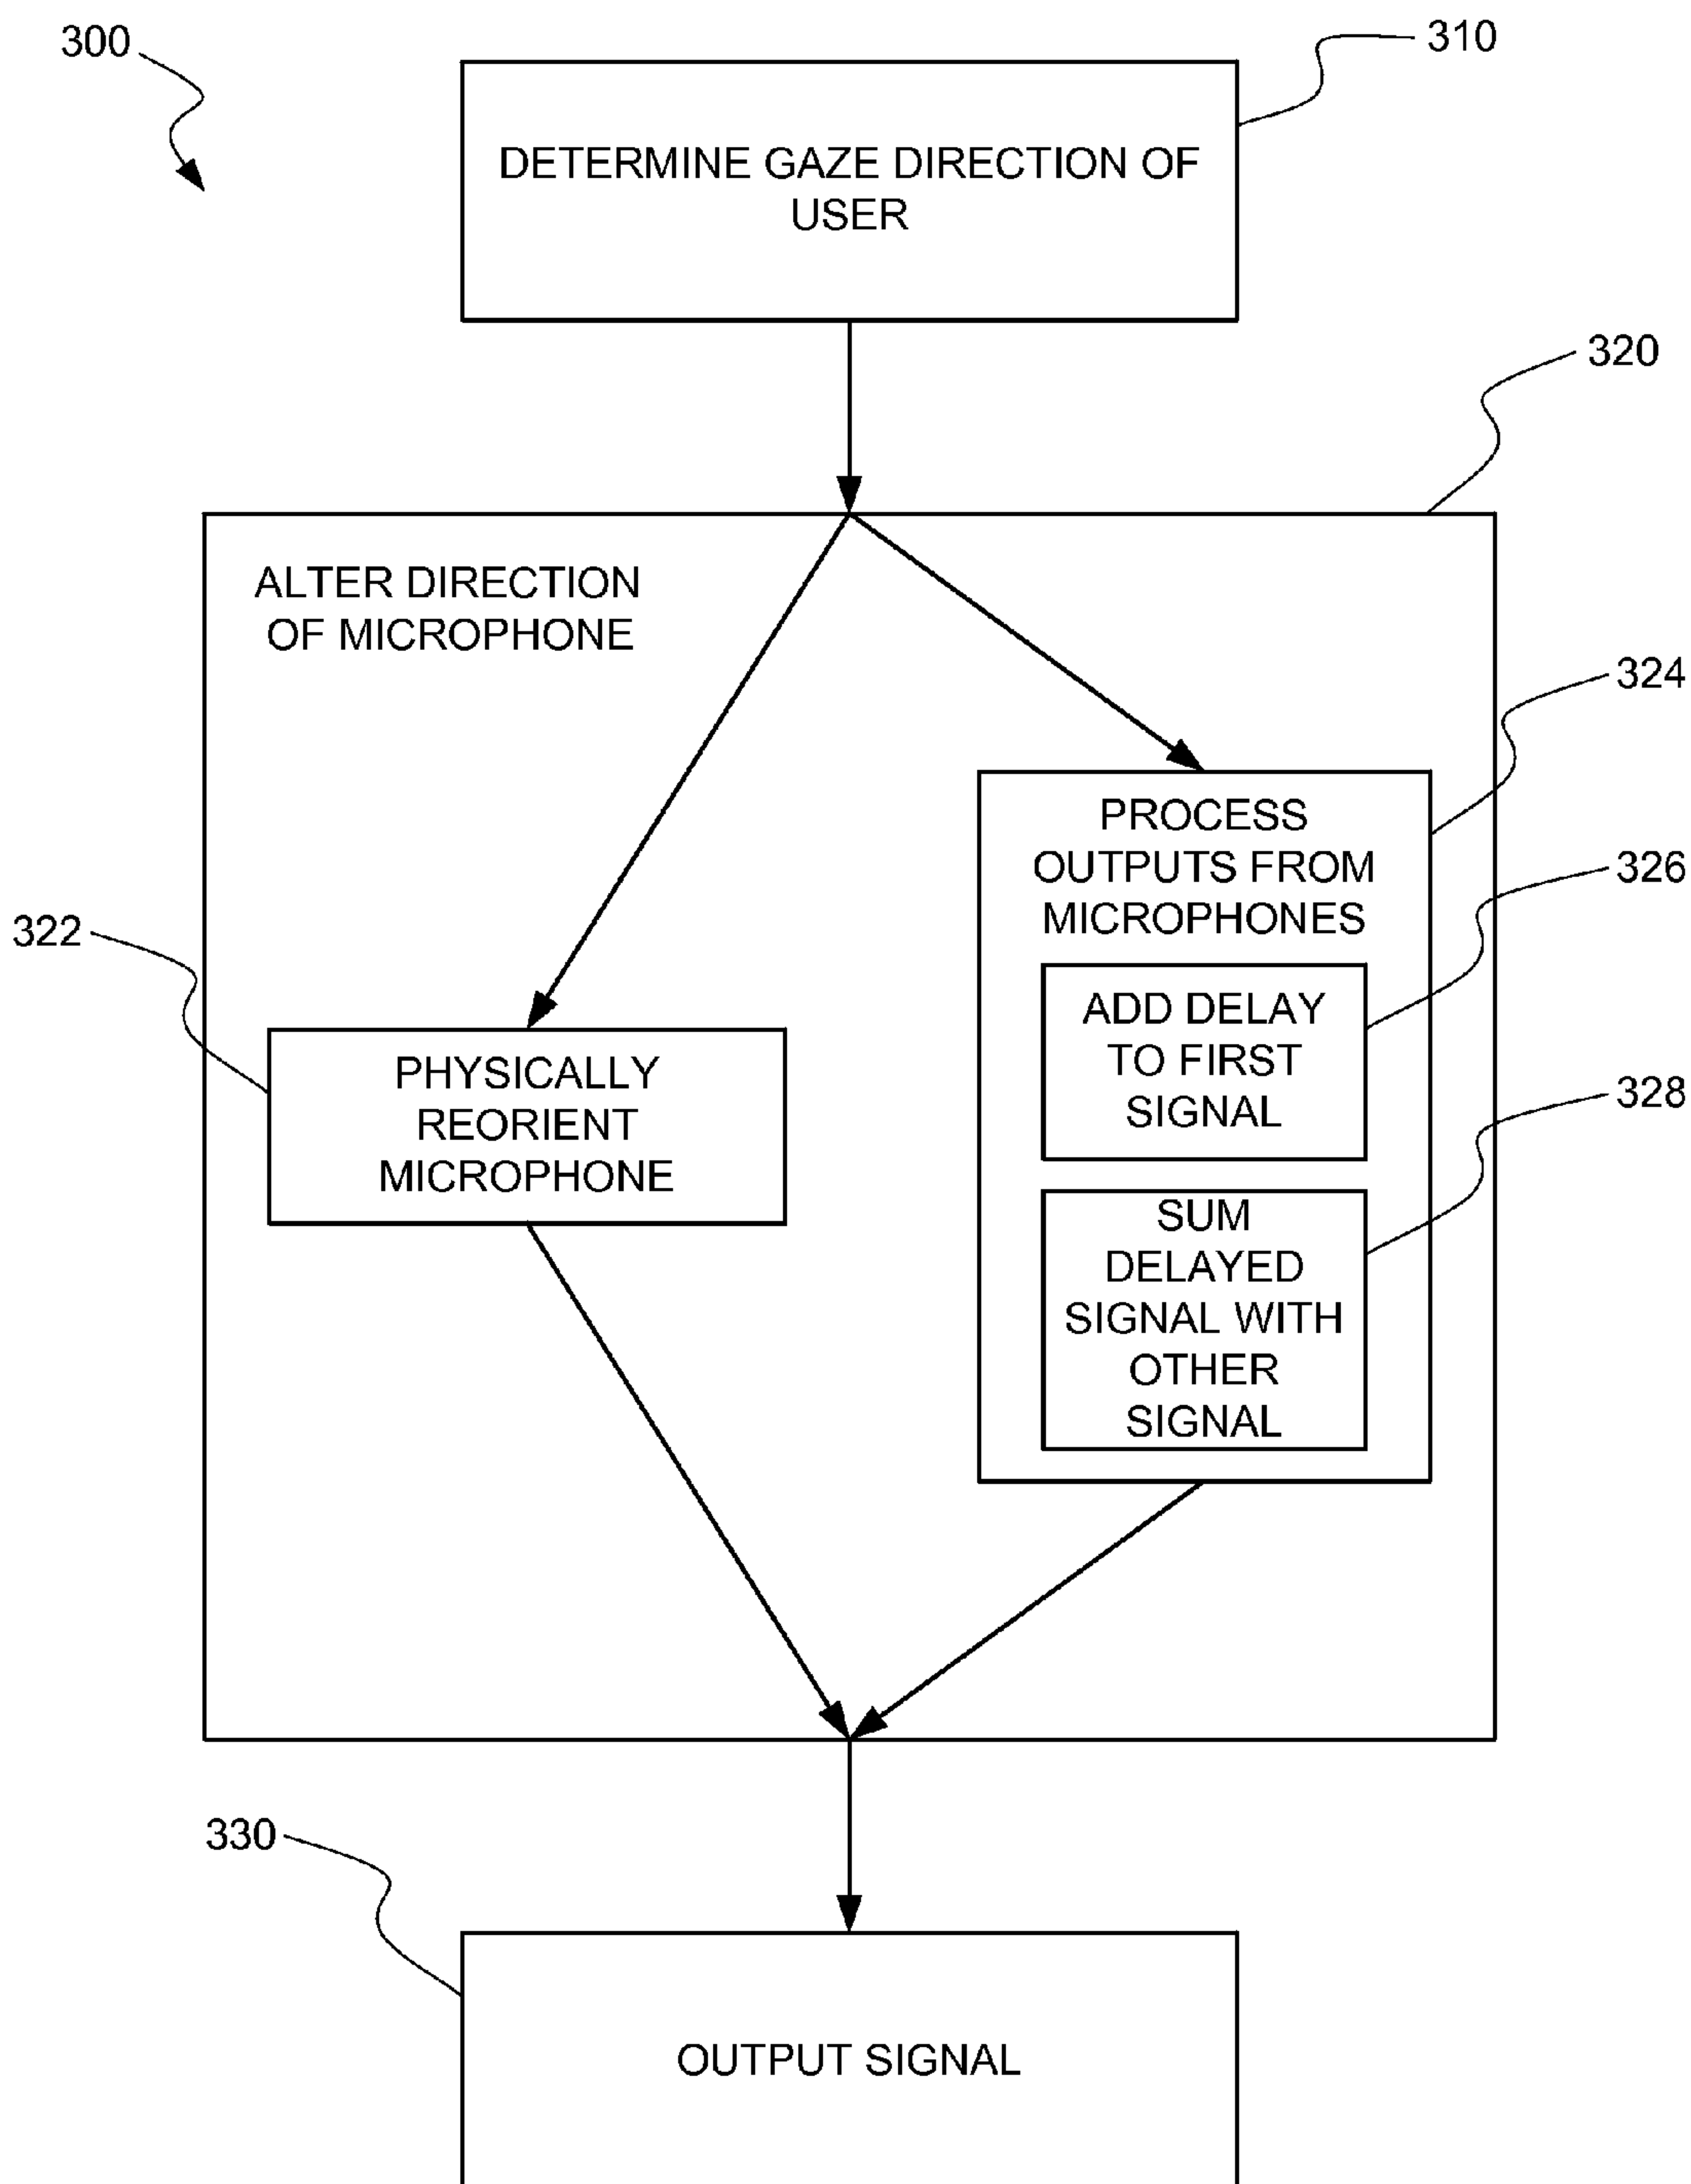 300
310
DETERMINE GAZE DIRECTION OF
USER
320
ALTER DIRECTION
OF MICROPHONE
324
PROCESS
OUTPUTS FROM
MICROPHONES
326
322
ADD DELAY
TO FIRST
SIGNAL
PHYSICALLY
REORIENT
MICROPHONE
328
SUM
DELAYED
SIGNAL WITH
OTHER
SIGNAL
330
OUTPUT SIGNAL